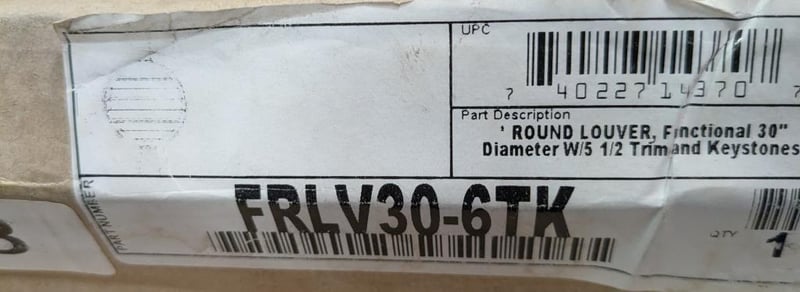 UPC
7 40227 14370 7
Part Description
' ROUND LOUVER, Functional 30"
Diameter W/5 1/2 Trim and Keystones
PART NUMBER
FRLV30-6TK
QTY
1